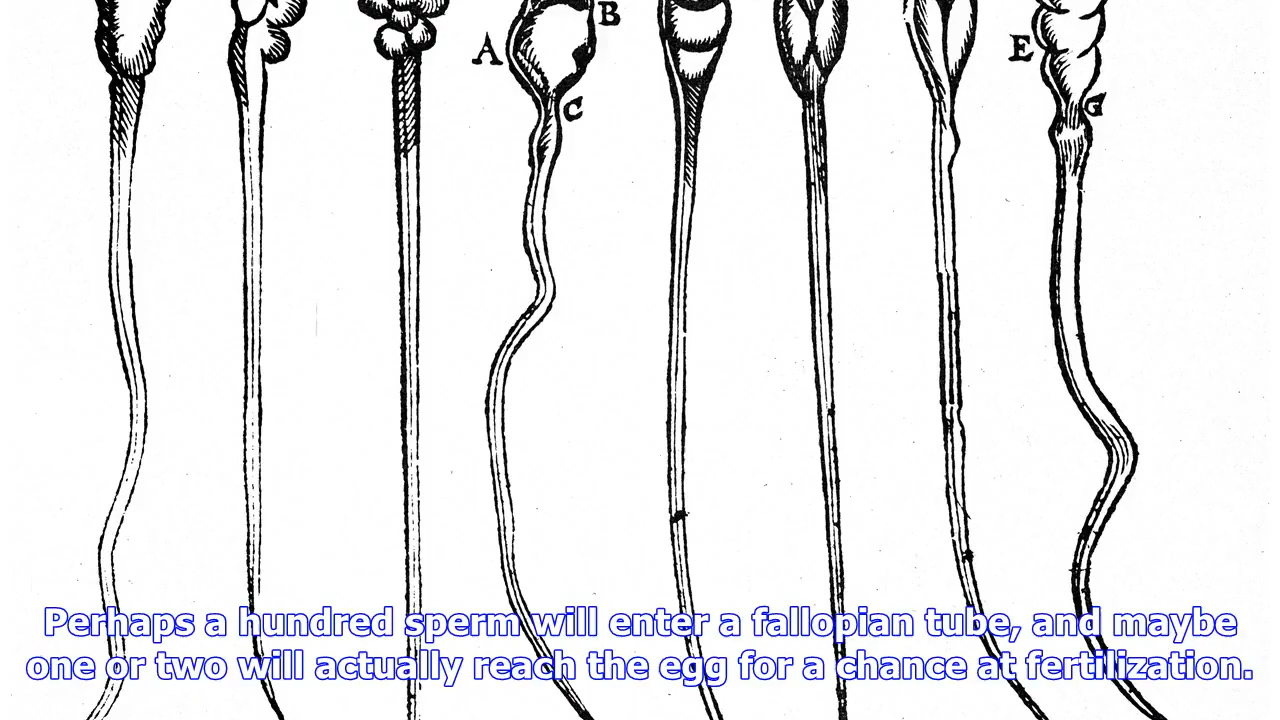 B
A
C
E
G
Perhaps a hundred sperm will enter a fallopian tube, and maybe
one or two will actually reach the egg for a chance at fertilization.